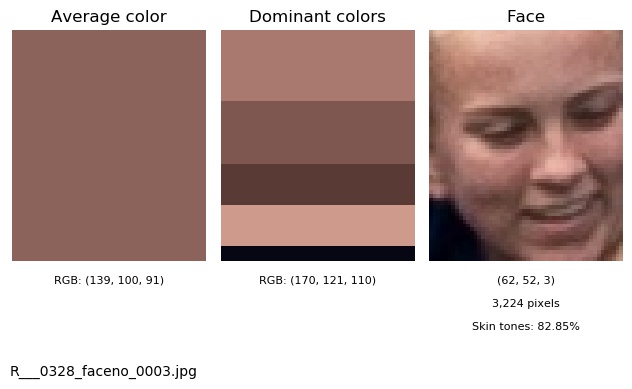 Average color
Dominant colors
Face
RGB: (139, 100, 91)
RGB: (170, 121, 110)
(62, 52, 3)
3,224 pixels
Skin tones: 82.85%
R___0328_faceno_0003.jpg